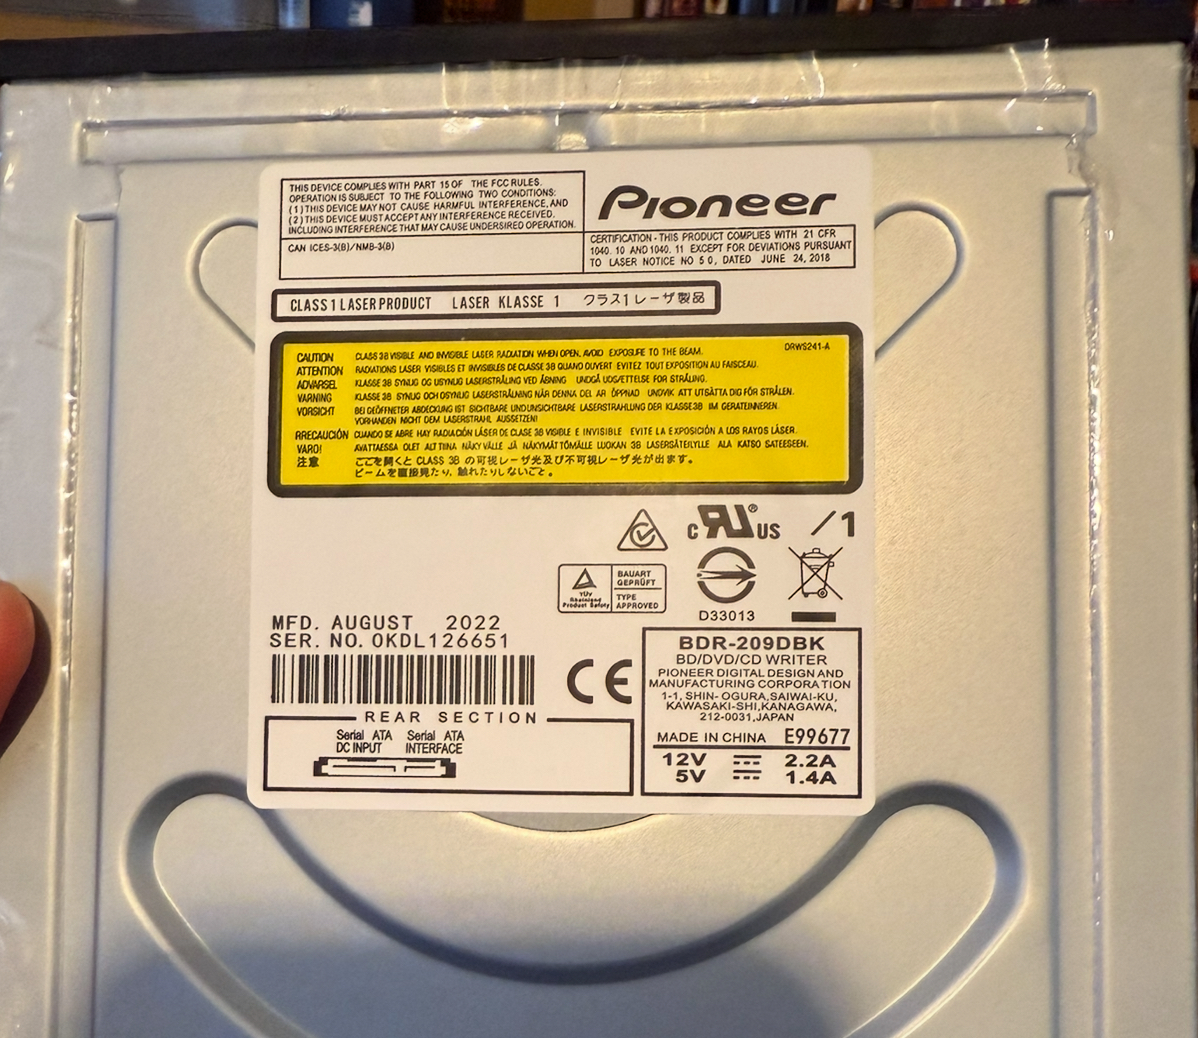 THIS DEVICE COMPLIES WITH PART 15 OF THE FCC RULES.
OPERATION IS SUBJECT TO THE FOLLOWING TWO CONDITIONS:
(1) THIS DEVICE MAY NOT CAUSE HARMFUL INTERFERENCE, AND
(2) THIS DEVICE MUST ACCEPT ANY INTERFERENCE RECEIVED.
INCLUDING INTERFERENCE THAT MAY CAUSE UNDERSIRED OPERATION.
CAN ICES-3(B)/NMB-3(B)
Pioneer
CERTIFICATION - THIS PRODUCT COMPLIES WITH 21 CFR
1040. 10 AND 1040. 11 EXCEPT FOR DEVIATIONS PURSUANT
TO LASER NOTICE NO 50, DATED JUNE 24, 2018
CLASS 1 LASER PRODUCT LASER KLASSE 1 クラス1 レーザ製品
DRWS241-A
CAUTION CLASS 3B VISIBLE AND INVISIBLE LASER RADIATION WHEN OPEN, AVOID EXPOSURE TO THE BEAM.
ATTENTION RADIATIONS LASER VISIBLES ET INVISIBLES DE CLASSE 3B QUAND OUVERT EVITEZ TOUT EXPOSITION AU FAISCEAU.
ADVARSEL KLASSE 3B SYNLIG OG USYNLIG LASERSTRÅLING VED ÅBNING UNDGÅ UDSÆTTELSE FOR STRÅLING.
VARNING KLASSE 3B SYNLIG OCH OSYNLIG LASERSTRÅLNING NÄR DENNA DEL ÄR ÖPPNAD UNDVIK ATT UTSÄTTA DIG FÖR STRÅLEN.
VORSICHT BEI GEÖFFNETER ABDECKUNG IST SICHTBARE UND UNSICHTBARE LASERSTRAHLUNG DER KLASSE 3B IM GERATEINNEREN.
VORHANDEN NICHT DEM LASERSTRAHL AUSSETZEN!
RRECAUCIÓN CUANDO SE ABRE HAY RADIACIÓN LÁSER DE CLASE 3B VISIBLE E INVISIBLE EVITE LA EXPOSICIÓN A LOS RAYOS LÁSER.
VARO! AVATTAESSA OLET ALTTIINA NÄKYVÄLLE JÄ NÄKYMÄTTÖMÄLLE LUOKAN 3B LASERSÄTEILYLLE ALA KATSO SATEESEEN.
注意 ここを開くと CLASS 3B の可視レーザ光及び不可視レーザ光が出ます。
ビームを直接見たり, 触れたりしないこと。
c RU ® US /1
TÜV
Rheinland
Product Safety
BAUART
GEPRÜFT
TYPE
APPROVED
D33013
MFD. AUGUST 2022
SER. NO. OKDL126651
CE
REAR SECTION
Serial ATA Serial ATA
DC INPUT INTERFACE
BDR-209DBK
BD/DVD/CD WRITER
PIONEER DIGITAL DESIGN AND
MANUFACTURING CORPORATION
1-1, SHIN- OGURA,SAIWAI-KU,
KAWASAKI-SHI,KANAGAWA,
212-0031,JAPAN
MADE IN CHINA E99677
12V 2.2A
5V 1.4A